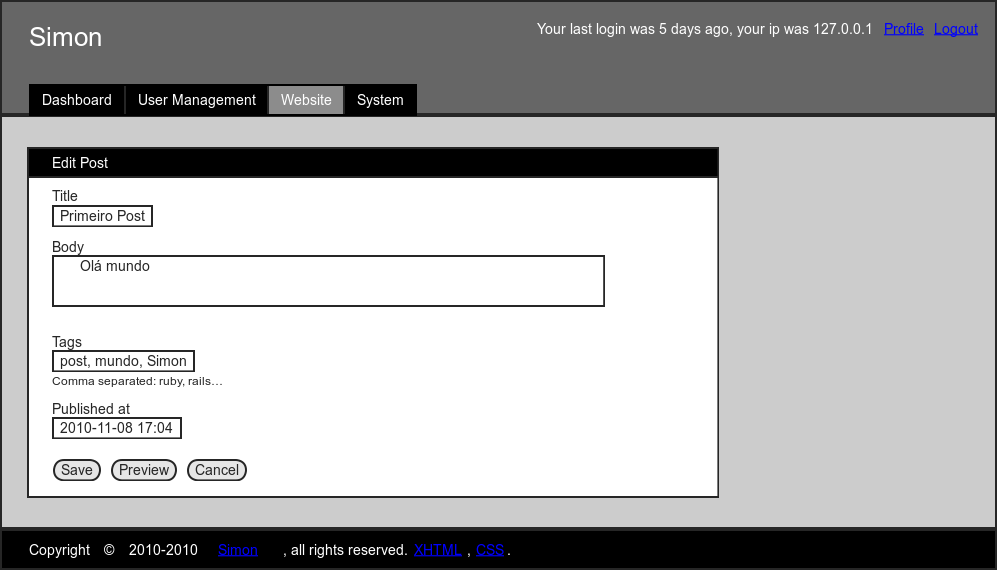 Simon
Your last login was 5 days ago, your ip was 127.0.0.1 Profile Logout
Dashboard User Management Website System
Edit Post
Title
Primeiro Post
Body
Olá mundo
Tags
post, mundo, Simon
Comma separated: ruby, rails…
Published at
2010-11-08 17:04
Save Preview Cancel
Copyright © 2010-2010 Simon , all rights reserved. XHTML , CSS .